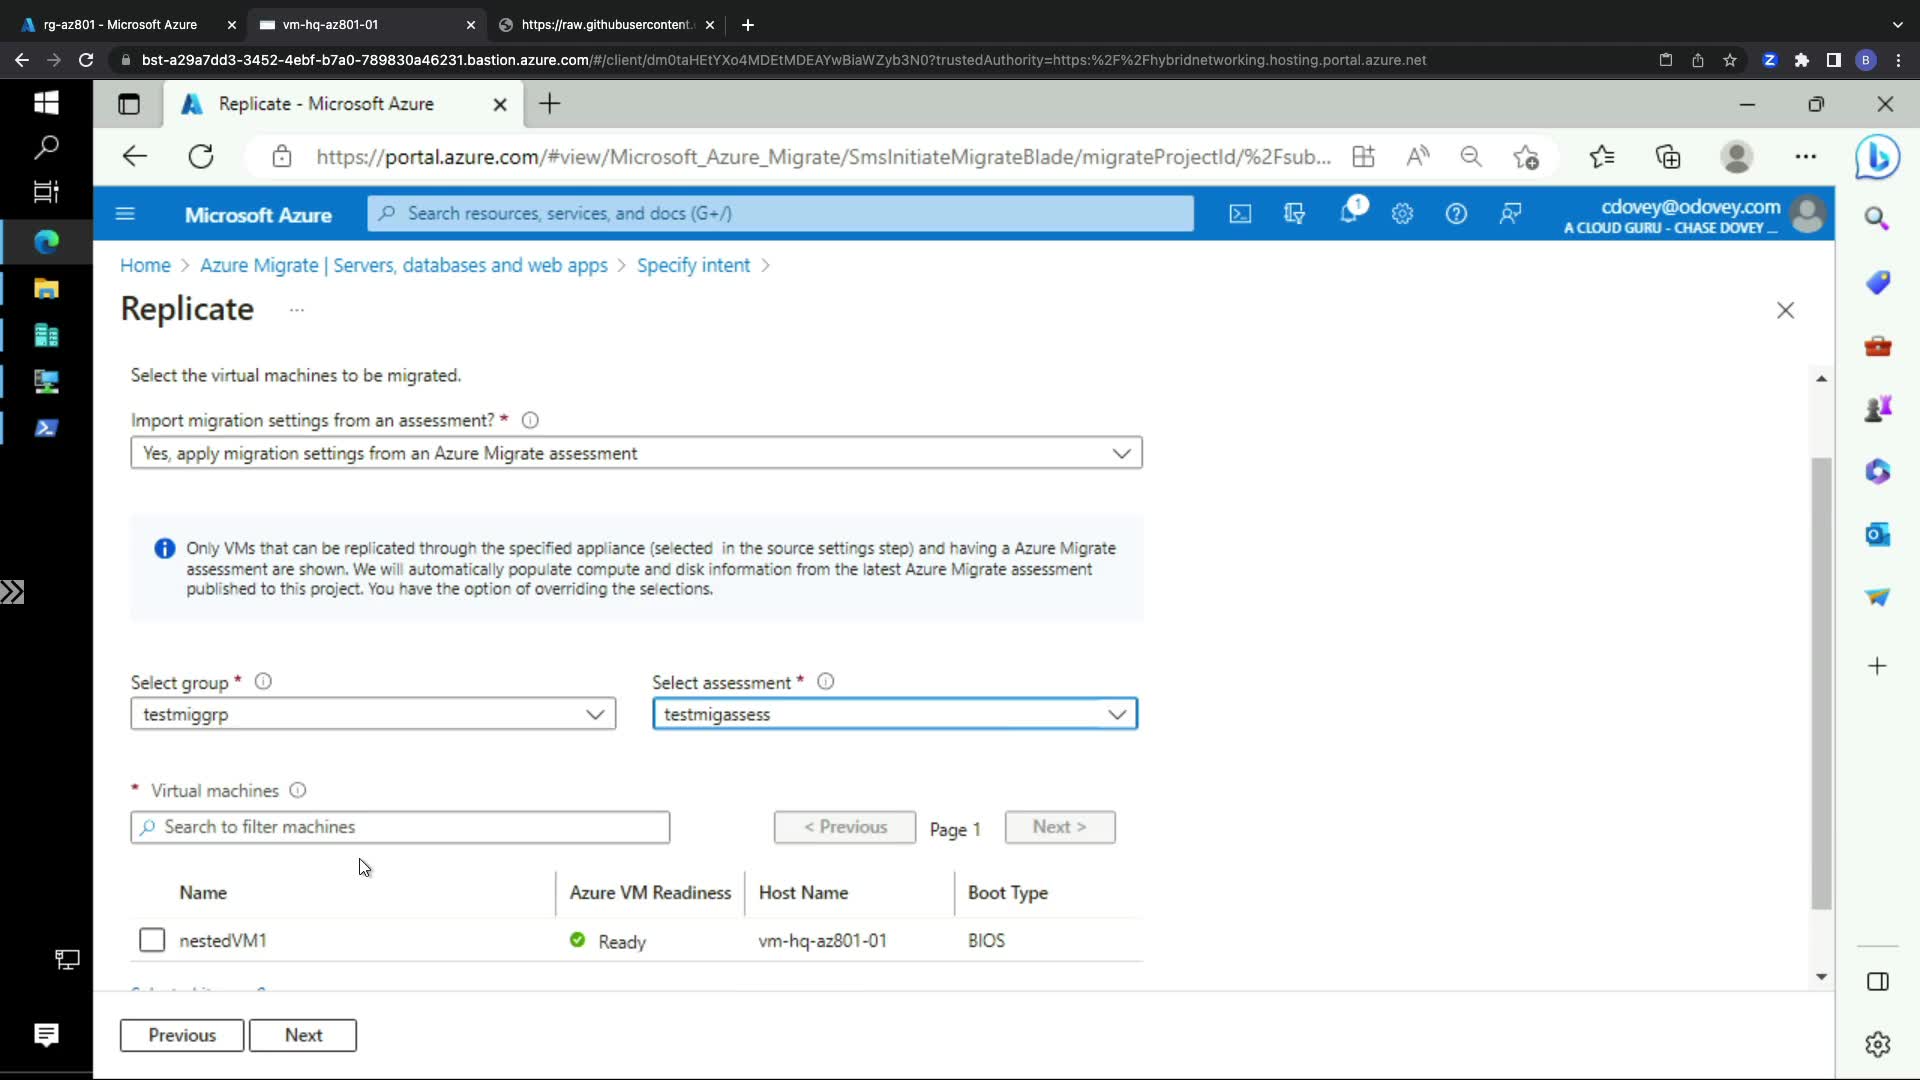 rg-az801 - Microsoft Azure
vm-hq-az801-01
https://raw.githubusercontent.
bst-a29a7dd3-3452-4ebf-b7a0-789830a46231.bastion.azure.com/#/client/dm0taHEtYXo4MDEtMDEAYwBiaWZyb3N0?trustedAuthority=https:%2F%2Fhybridnetworking.hosting.portal.azure.net
Z
B
Replicate - Microsoft Azure
https://portal.azure.com/#view/Microsoft_Azure_Migrate/SmsInitiateMigrateBlade/migrateProjectId/%2Fsub...
Microsoft Azure
Search resources, services, and docs (G+/)
1
cdovey@odovey.com
A CLOUD GURU - CHASE DOVEY ...
Home > Azure Migrate | Servers, databases and web apps > Specify intent >
Replicate ...
Select the virtual machines to be migrated.
Import migration settings from an assessment? *
Yes, apply migration settings from an Azure Migrate assessment
Only VMs that can be replicated through the specified appliance (selected in the source settings step) and having a Azure Migrate
assessment are shown. We will automatically populate compute and disk information from the latest Azure Migrate assessment
published to this project. You have the option of overriding the selections.
Select group *
Select assessment *
testmiggrp
testmigassess
* Virtual machines
Search to filter machines
< Previous
Page 1
Next >
Name
Azure VM Readiness
Host Name
Boot Type
nestedVM1
Ready
vm-hq-az801-01
BIOS
Previous
Next